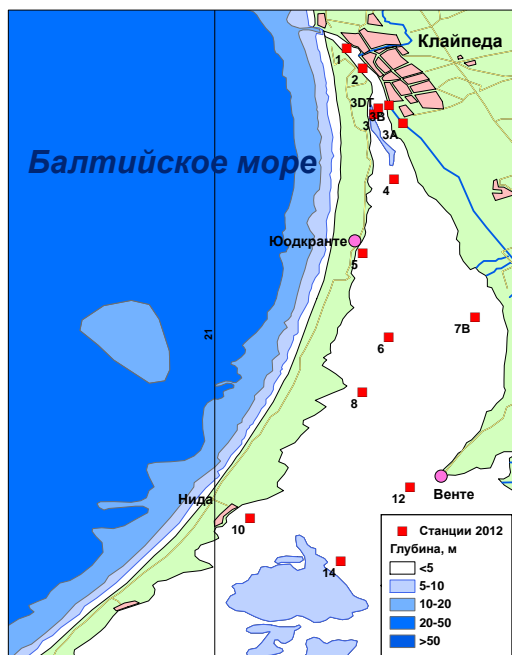 Клайпеда
1
2
3DT
3B
3
3A
Балтийское море
4
Юодкранте
5
7B
21
6
8
Нида
12
Венте
10
14
Станции 2012
Глубина, м
<5
5-10
10-20
20-50
>50